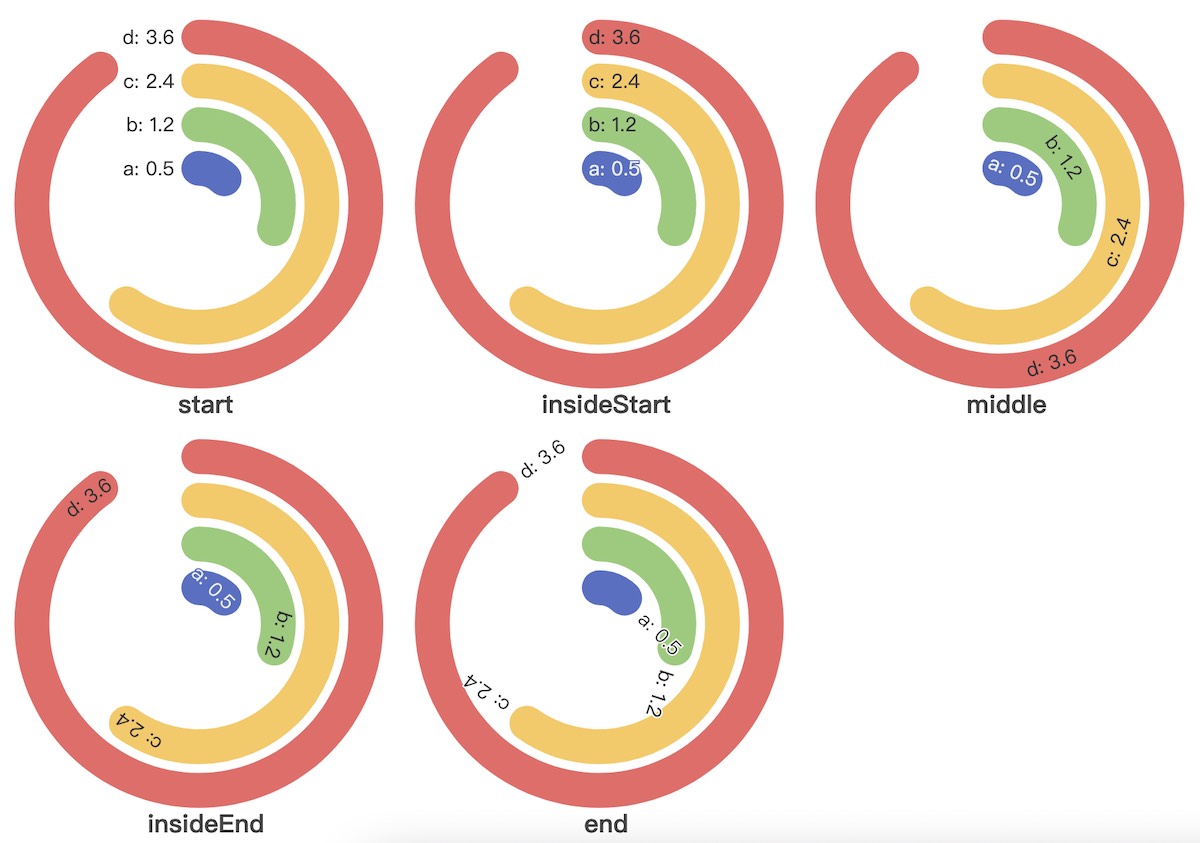 d: 3.6
c: 2.4
b: 1.2
a: 0.5
start
d: 3.6
c: 2.4
b: 1.2
a: 0.5
insideStart
b: 1.2
a: 0.5
c: 2.4
d: 3.6
middle
d: 3.6
a: 0.5
b: 1.2
c: 2.4
insideEnd
d: 3.6
a: 0.5
b: 1.2
c: 2.4
end